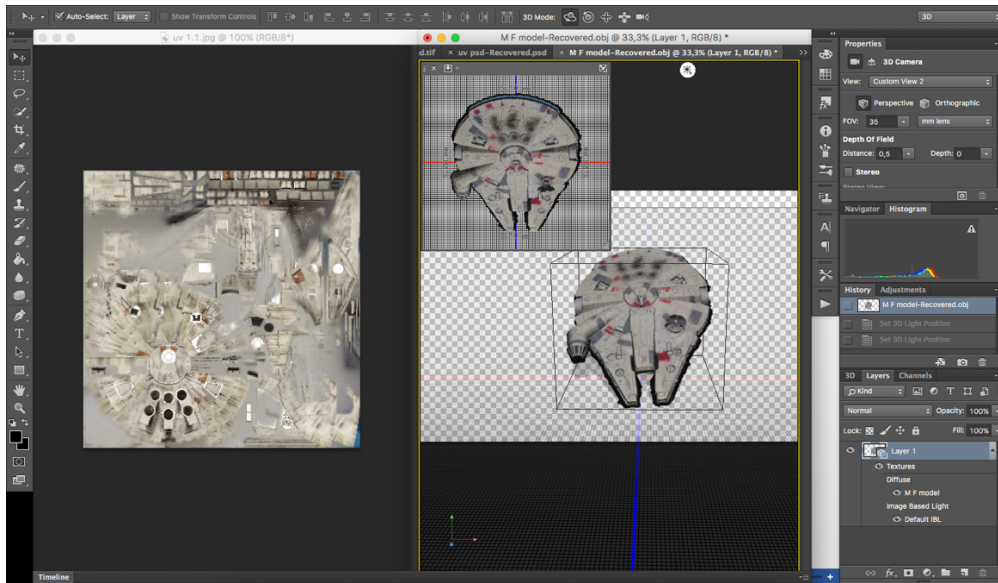 Auto-Select: Layer Show Transform Controls 3D Mode: 3D
uv 1.1.jpg @ 100% (RGB/8*)
M F model-Recovered.obj @ 33,3% (Layer 1, RGB/8) *
d.tif × uv psd-Recovered.psd × M F model-Recovered.obj @ 33,3% (Layer 1, RGB/8) * >>
Properties
3D Camera
View: Custom View 2
Perspective Orthographic
FOV: 35 mm lens
Depth Of Field
Distance: 0,5 Depth: 0
Stereo
Stereo View:
Navigator Histogram
History Adjustments
M F model-Recovered.obj
Set 3D Light Position
Set 3D Light Position
3D Layers Channels
Kind
Normal Opacity: 100%
Lock: Fill: 100%
Layer 1
Textures
Diffuse
M F model
Image Based Light
Default IBL
Timeline